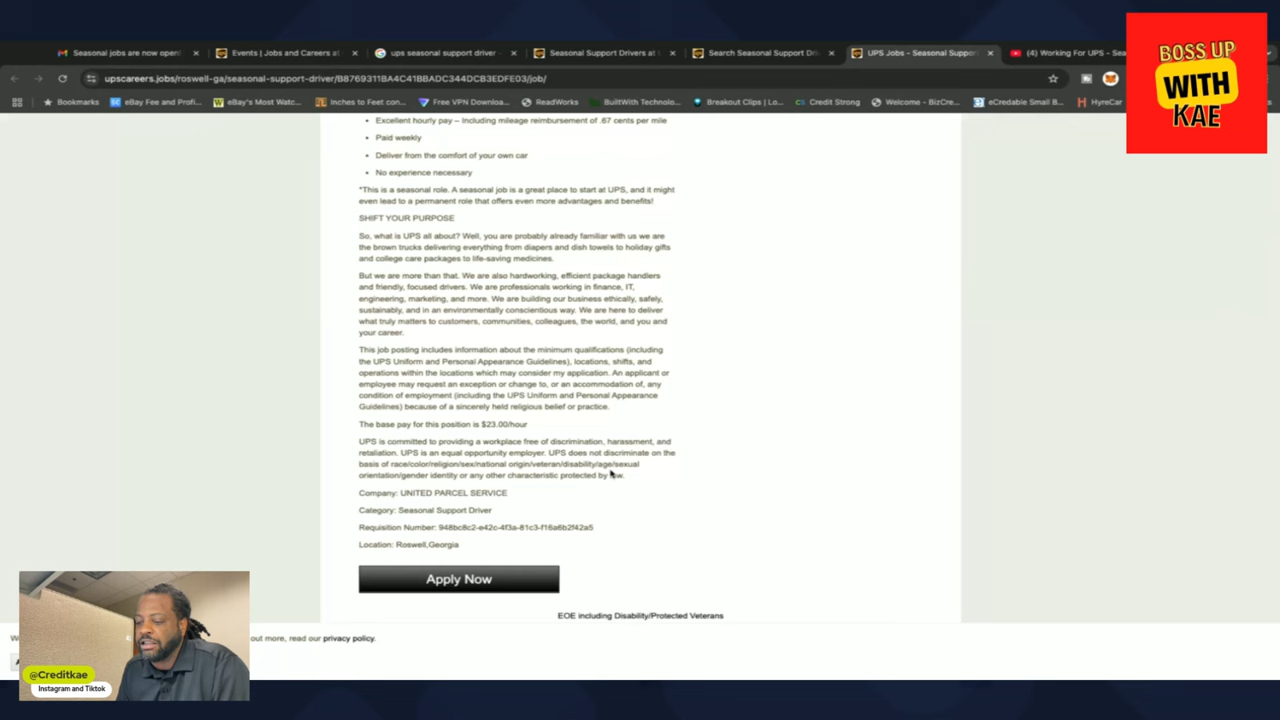 Seasonal jobs are now open
Events | Jobs and Careers at
ups seasonal support driver
Seasonal Support Drivers at
Search Seasonal Support Dri
UPS Jobs - Seasonal Suppor
(4) Working For UPS - Sea
upscareers.jobs/roswell-ga/seasonal-support-driver/B8769311BA4C41BBADC344DCB3EDFE03/job/
Bookmarks
eBay Fee and Profi...
eBay's Most Watc...
Inches to Feet con...
Free VPN Downloa...
ReadWorks
BuiltWith Technolo...
Breakout Clips | Lo...
Credit Strong
Welcome - BizCre...
eCredable Small B...
HyreCar
BOSS UP
WITH
KAE
• Excellent hourly pay – Including mileage reimbursement of .67 cents per mile
• Paid weekly
• Deliver from the comfort of your own car
• No experience necessary
*This is a seasonal role. A seasonal job is a great place to start at UPS, and it might
even lead to a permanent role that offers even more advantages and benefits!
SHIFT YOUR PURPOSE
So, what is UPS all about? Well, you are probably already familiar with us we are
the brown trucks delivering everything from diapers and dish towels to holiday gifts
and college care packages to life-saving medicines.
But we are more than that. We are also hardworking, efficient package handlers
and friendly, focused drivers. We are professionals working in finance, IT,
engineering, marketing, and more. We are building our business ethically, safely,
sustainably, and in an environmentally conscientious way. We are here to deliver
what truly matters to customers, communities, colleagues, the world, and you and
your career.
This job posting includes information about the minimum qualifications (including
the UPS Uniform and Personal Appearance Guidelines), locations, shifts, and
operations within the locations which may consider my application. An applicant or
employee may request an exception or change to, or an accommodation of, any
condition of employment (including the UPS Uniform and Personal Appearance
Guidelines) because of a sincerely held religious belief or practice.
The base pay for this position is $23.00/hour
UPS is committed to providing a workplace free of discrimination, harassment, and
retaliation. UPS is an equal opportunity employer. UPS does not discriminate on the
basis of race/color/religion/sex/national origin/veteran/disability/age/sexual
orientation/gender identity or any other characteristic protected by law.
Company: UNITED PARCEL SERVICE
Category: Seasonal Support Driver
Requisition Number: 948bc8c2-e42c-4f3a-81c3-f16a6b2f42a5
Location: Roswell,Georgia
Apply Now
EOE including Disability/Protected Veterans
out more, read our privacy policy.
@Creditkae
Instagram and Tiktok